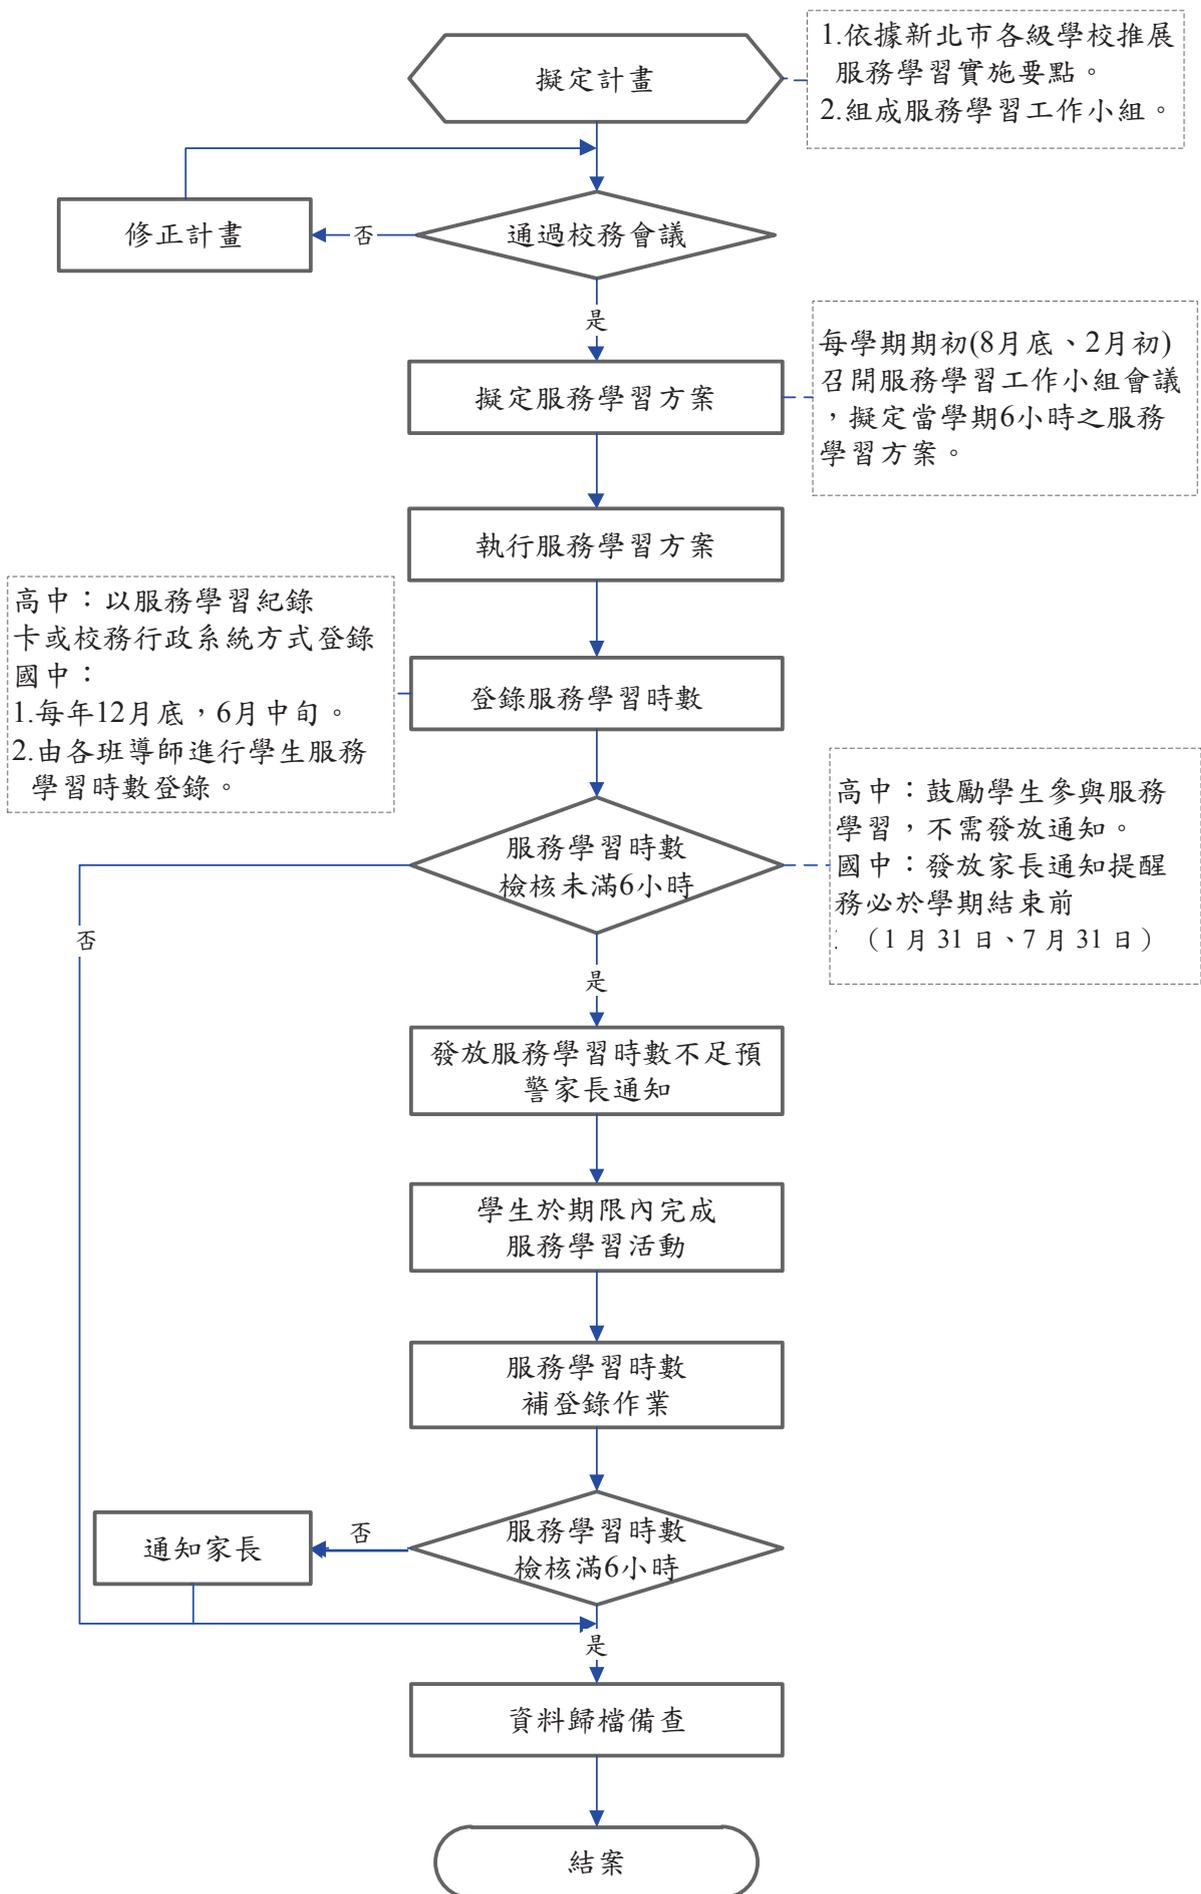 擬定計畫
1.依據新北市各級學校推展
服務學習實施要點。
2.組成服務學習工作小組。
修正計畫
否
通過校務會議
是
擬定服務學習方案
每學期期初(8月底、2月初)
召開服務學習工作小組會議
，擬定當學期6小時之服務
學習方案。
執行服務學習方案
高中：以服務學習紀錄
卡或校務行政系統方式登錄
國中：
1.每年12月底，6月中旬。
2.由各班導師進行學生服務
學習時數登錄。
登錄服務學習時數
服務學習時數
檢核未滿6小時
高中：鼓勵學生參與服務
學習，不需發放通知。
國中：發放家長通知提醒
務必於學期結束前
（1 月 31 日、7 月 31 日）
否
是
發放服務學習時數不足預
警家長通知
學生於期限內完成
服務學習活動
服務學習時數
補登錄作業
通知家長
否
服務學習時數
檢核滿6小時
是
資料歸檔備查
結案